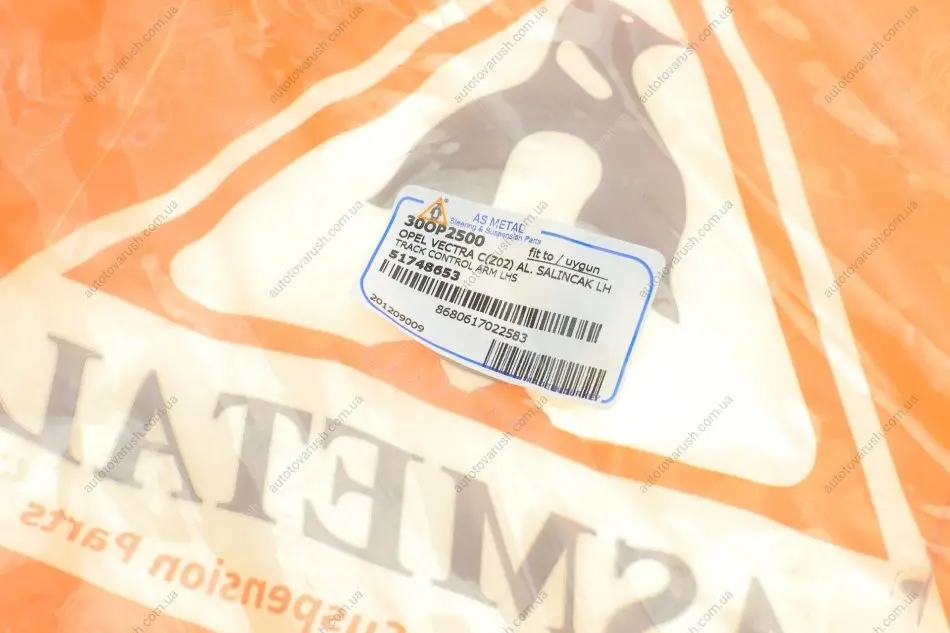 AS METAL
Steering & Suspension Parts
30OP2500
fit to / uygun
OPEL VECTRA C(202) AL. SALINCAK LH
TRACK CONTROL ARM LHS
51748653
8680617022583
201209009
ASMETAL
Suspension Parts
autotovarush.com.ua